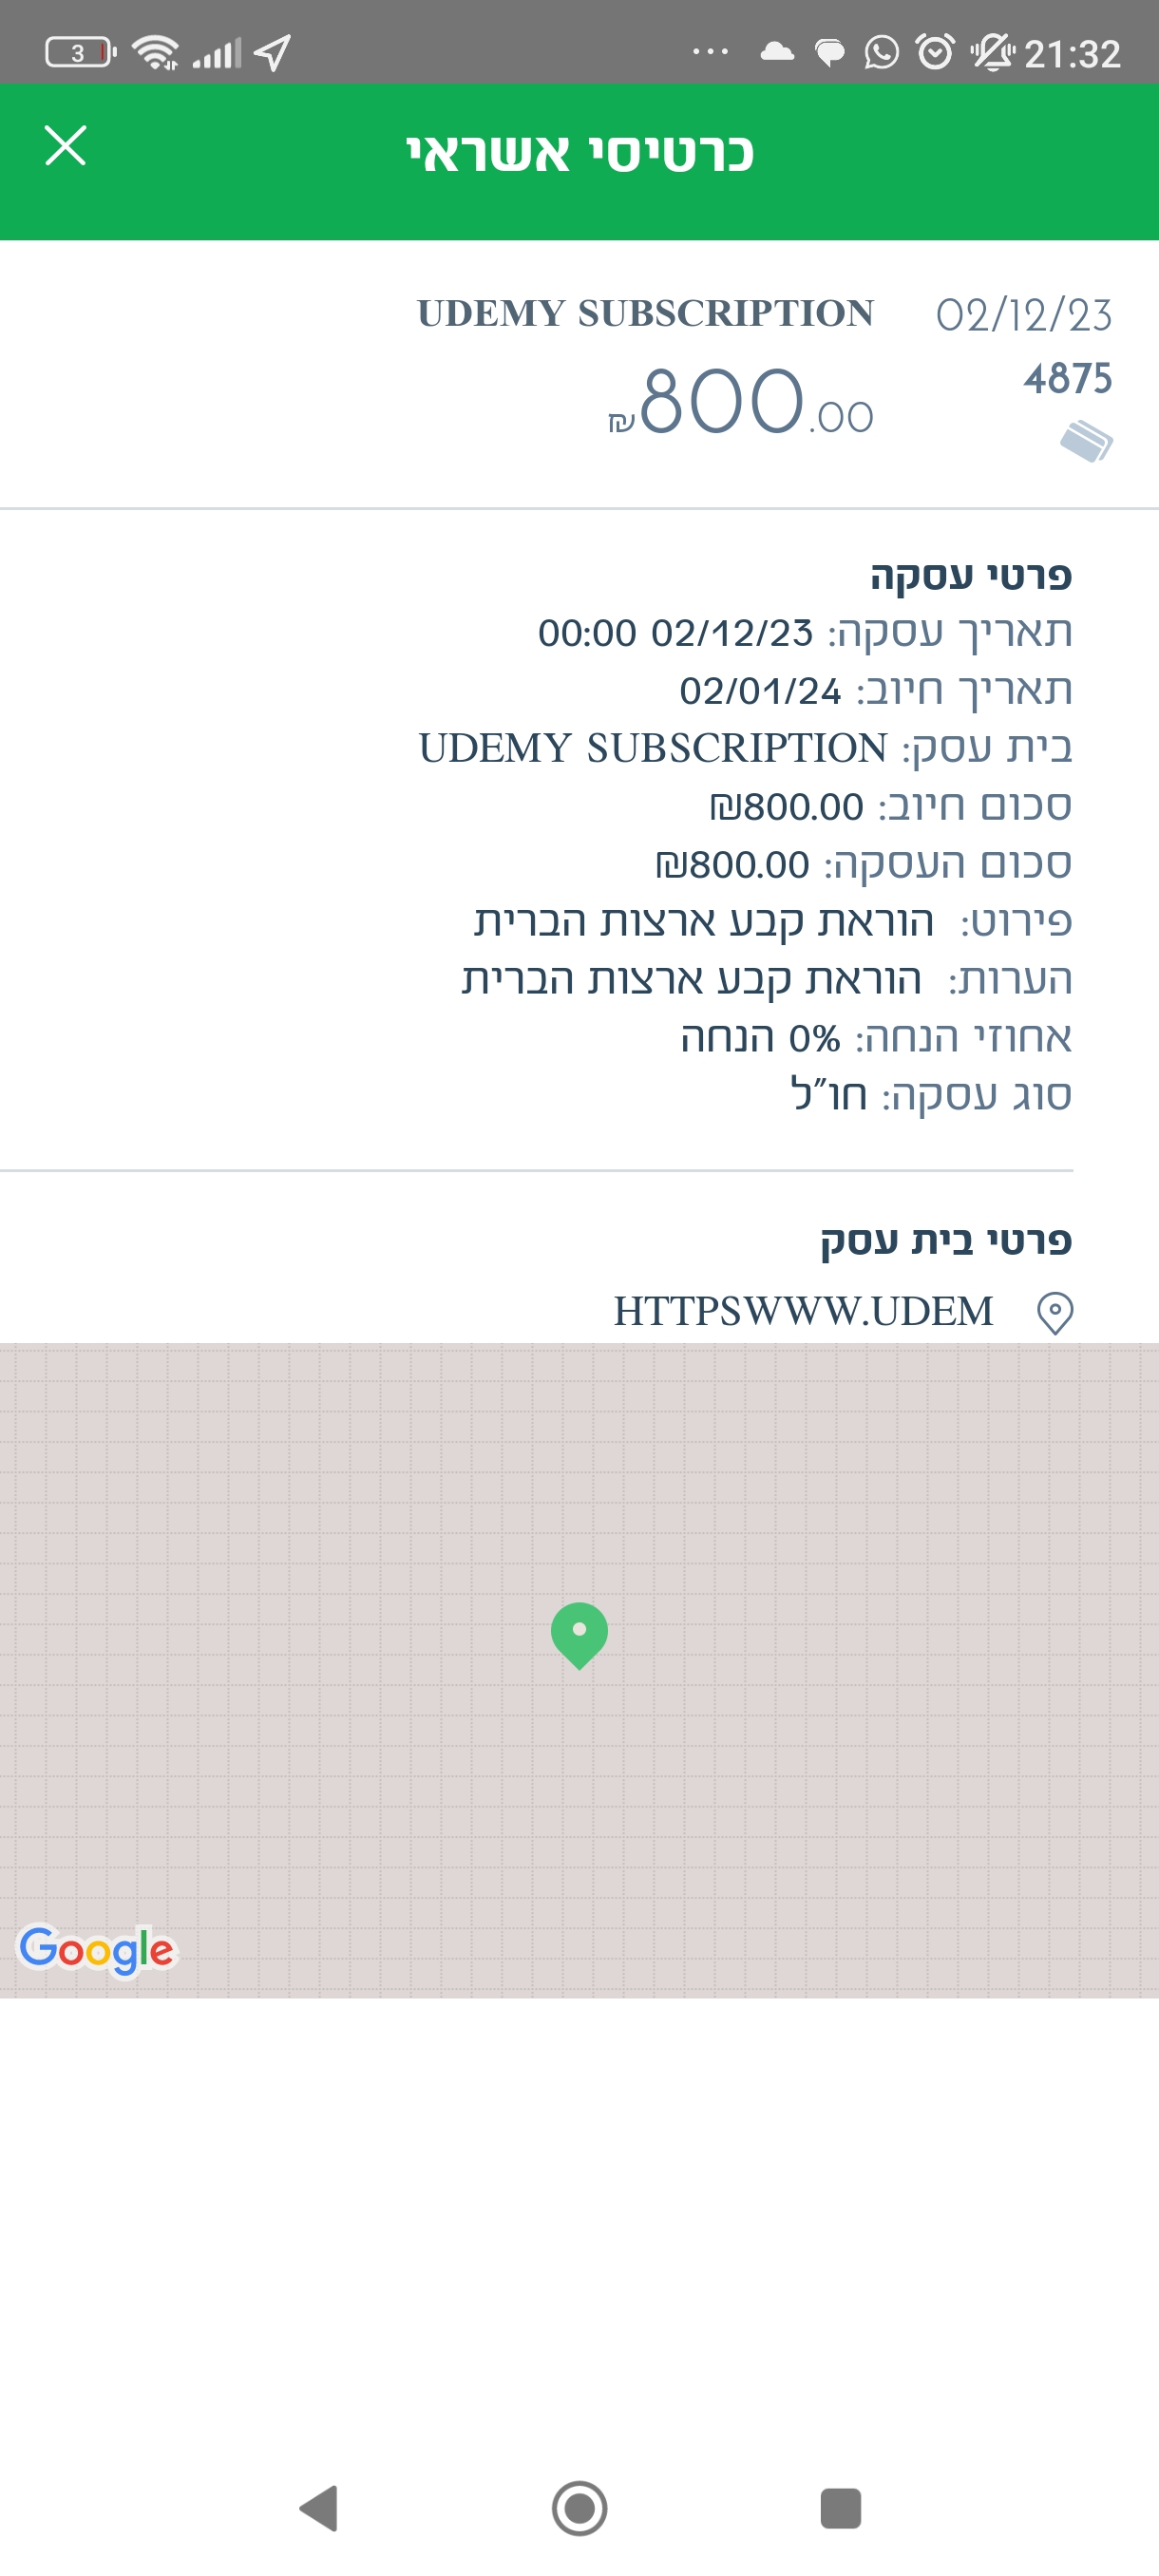 3 ... 21:32
כרטיסי אשראי
02/12/23 UDEMY SUBSCRIPTION
4875
₪800.00
פרטי עסקה
תאריך עסקה: 02/12/23 00:00
תאריך חיוב: 02/01/24
בית עסק: UDEMY SUBSCRIPTION
סכום חיוב: ₪800.00
סכום העסקה: ₪800.00
פירוט: הוראת קבע ארצות הברית
הערות: הוראת קבע ארצות הברית
אחוזי הנחה: 0% הנחה
סוג עסקה: חו"ל
פרטי בית עסק
HTTPSWWW.UDEM
Google